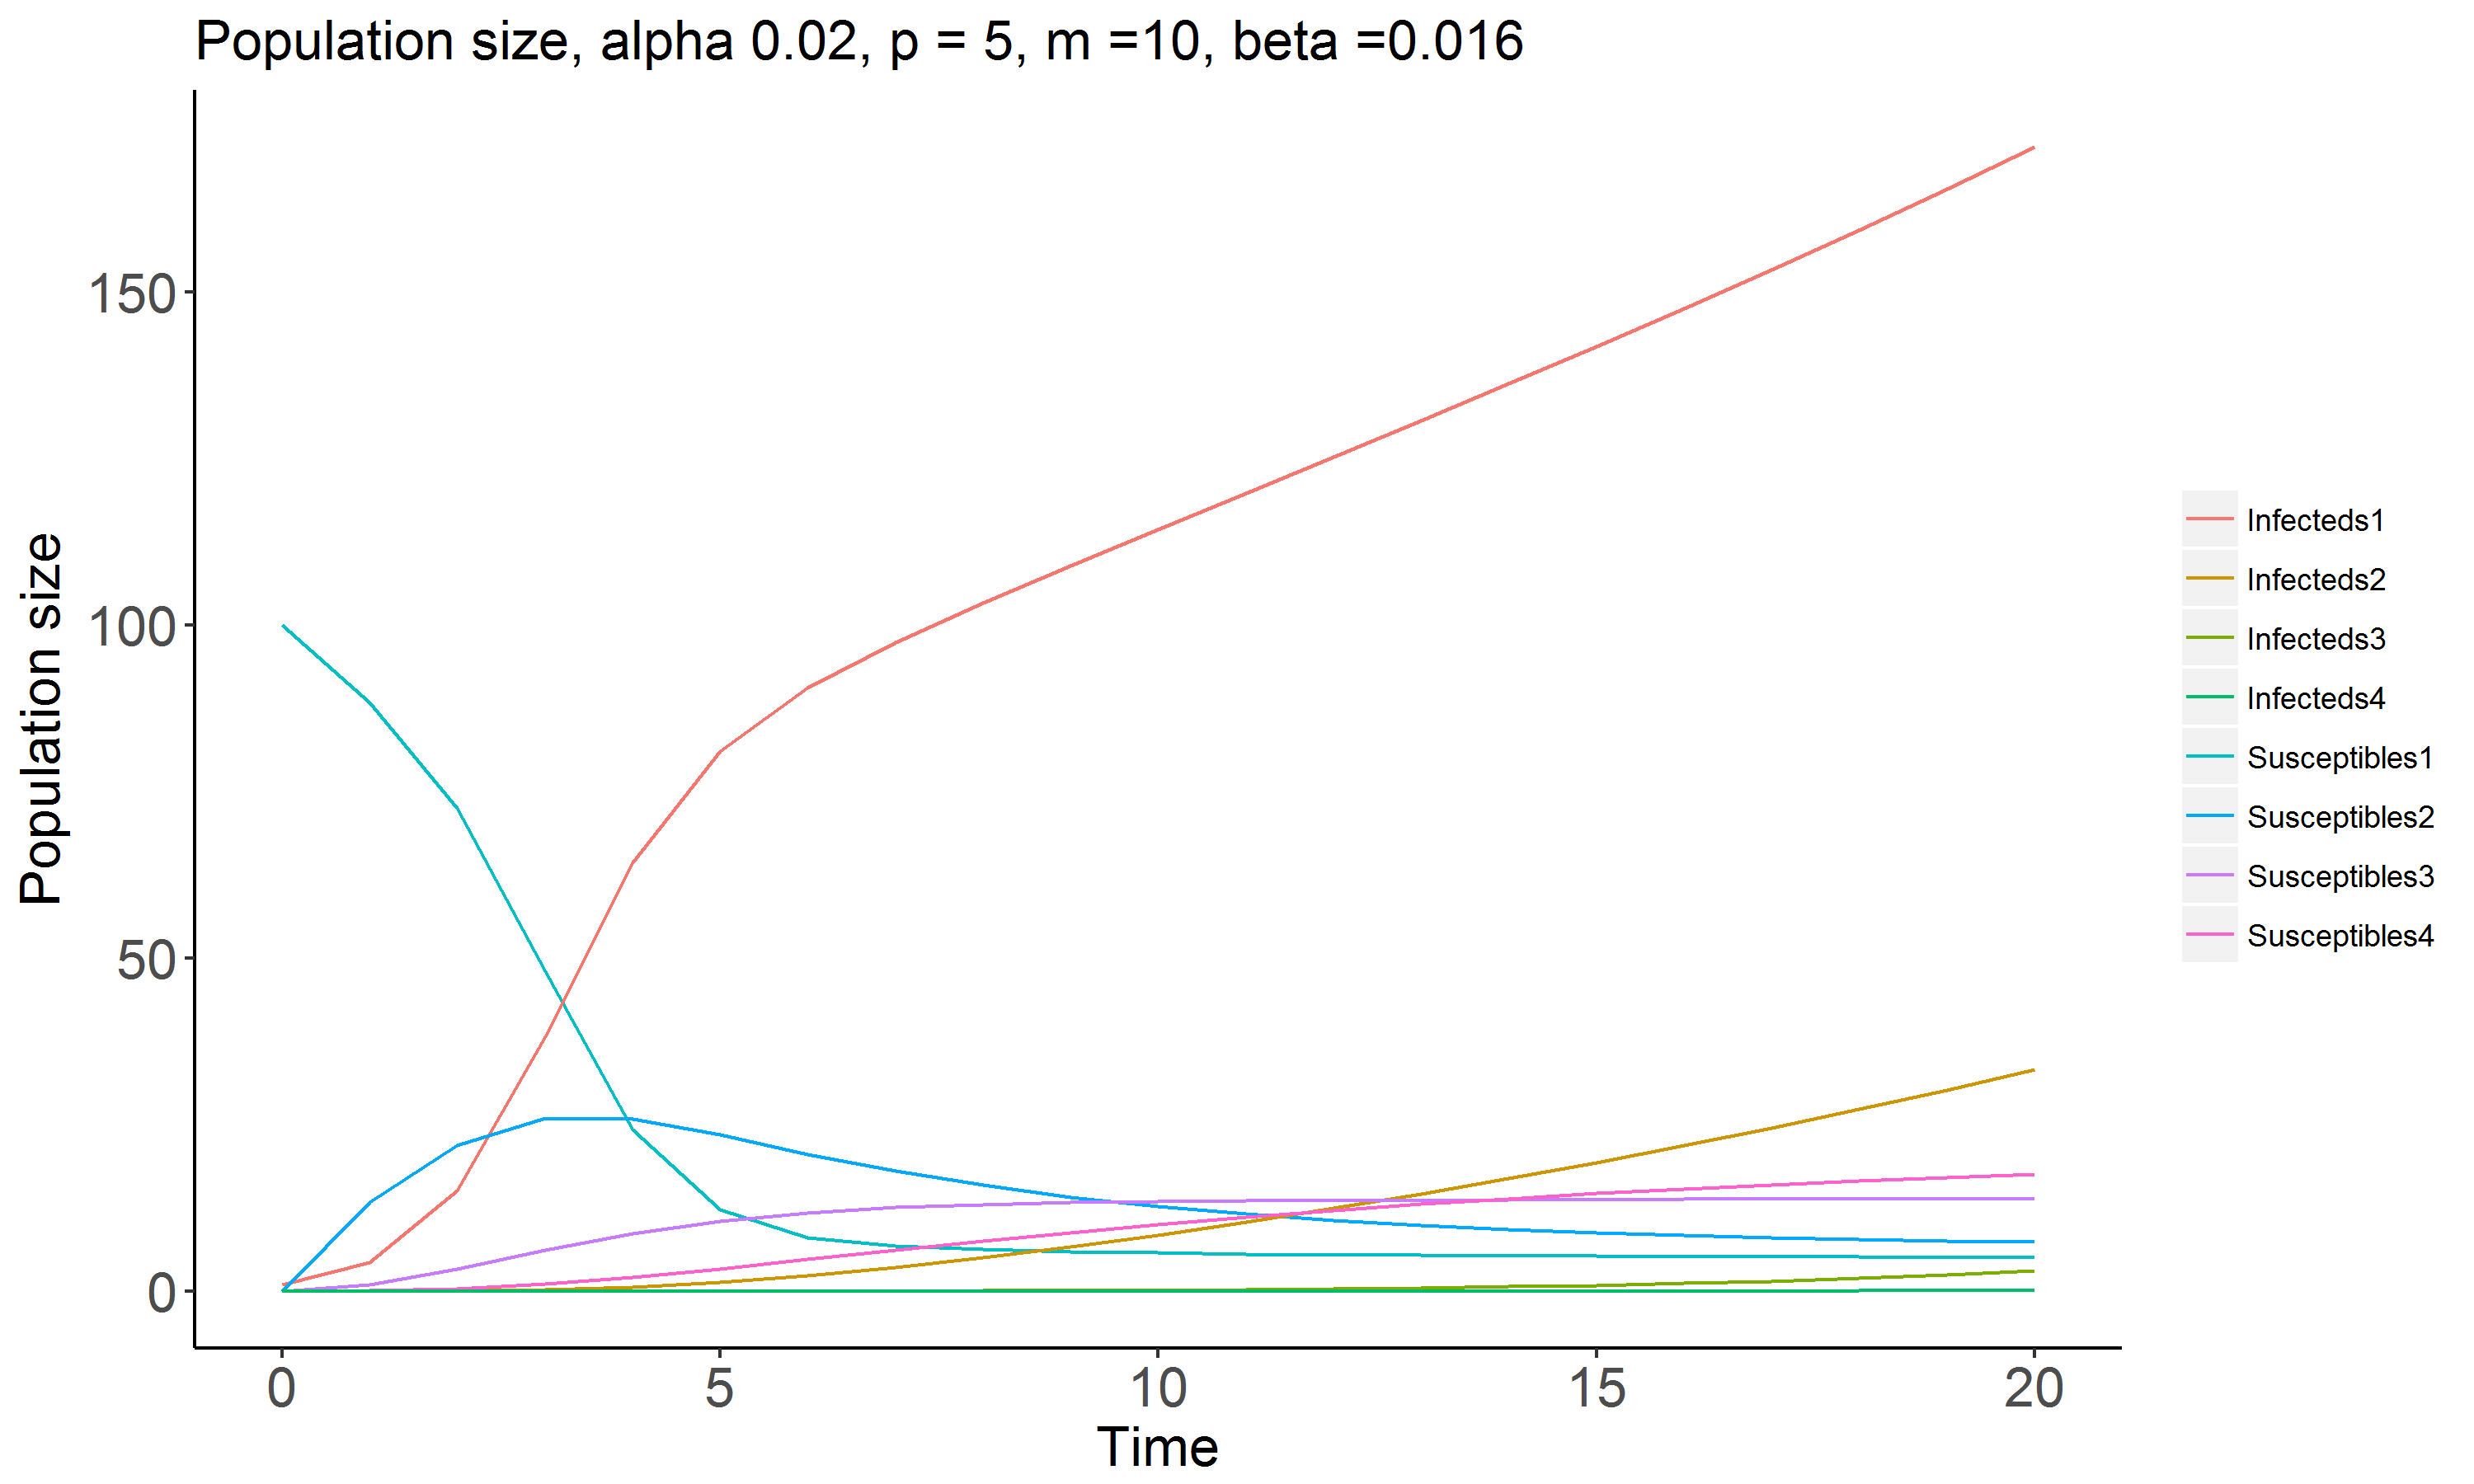 Population size, alpha 0.02, p = 5, m =10, beta =0.016
Population size
150
100
50
0
0 5 10 15 20
Time
Infecteds1
Infecteds2
Infecteds3
Infecteds4
Susceptibles1
Susceptibles2
Susceptibles3
Susceptibles4